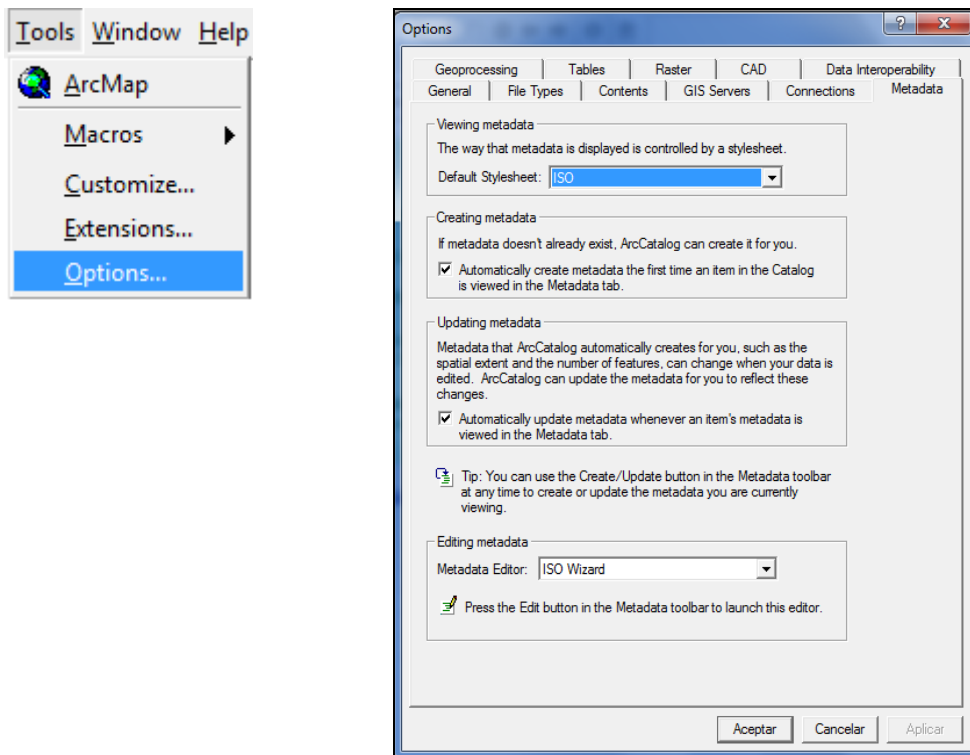 Tools Window Help
ArcMap
Macros
Customize...
Extensions...
Options...
Options
Geoprocessing Tables Raster CAD Data Interoperability
General File Types Contents GIS Servers Connections Metadata
Viewing metadata
The way that metadata is displayed is controlled by a stylesheet.
Default Stylesheet: ISO
Creating metadata
If metadata doesn't already exist, ArcCatalog can create it for you.
Automatically create metadata the first time an item in the Catalog
is viewed in the Metadata tab.
Updating metadata
Metadata that ArcCatalog automatically creates for you, such as the
spatial extent and the number of features, can change when your data is
edited. ArcCatalog can update the metadata for you to reflect these
changes.
Automatically update metadata whenever an item's metadata is
viewed in the Metadata tab.
Tip: You can use the Create/Update button in the Metadata toolbar
at any time to create or update the metadata you are currently
viewing.
Editing metadata
Metadata Editor: ISO Wizard
Press the Edit button in the Metadata toolbar to launch this editor.
Aceptar Cancelar Aplicar